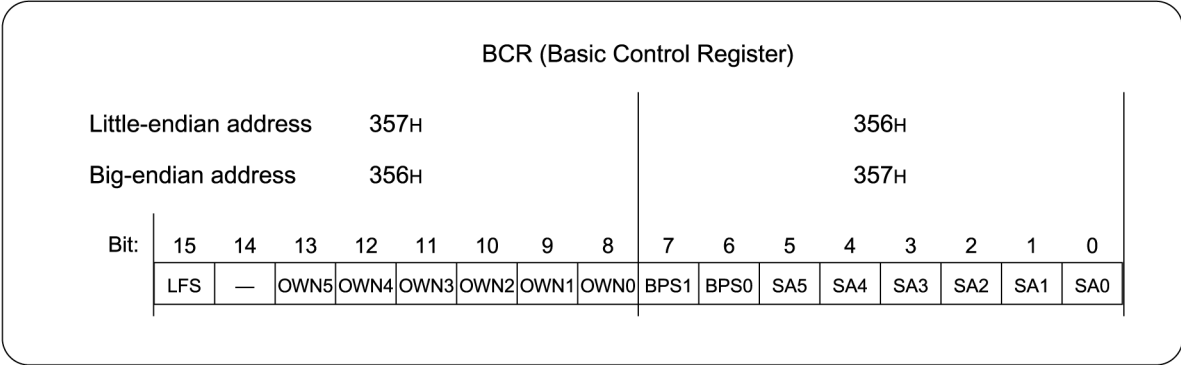 BCR (Basic Control Register)
Little-endian address 357H 356H
Big-endian address 356H 357H
Bit: 15 14 13 12 11 10 9 8 7 6 5 4 3 2 1 0
LFS — OWN5 OWN4 OWN3 OWN2 OWN1 OWN0 BPS1 BPS0 SA5 SA4 SA3 SA2 SA1 SA0